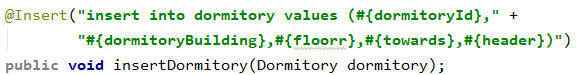 @Insert("insert into dormitory values (#{dormitoryId}," +
"#{dormitoryBuilding},#{floorr},#{towards},#{header})")
public void insertDormitory(Dormitory dormitory);